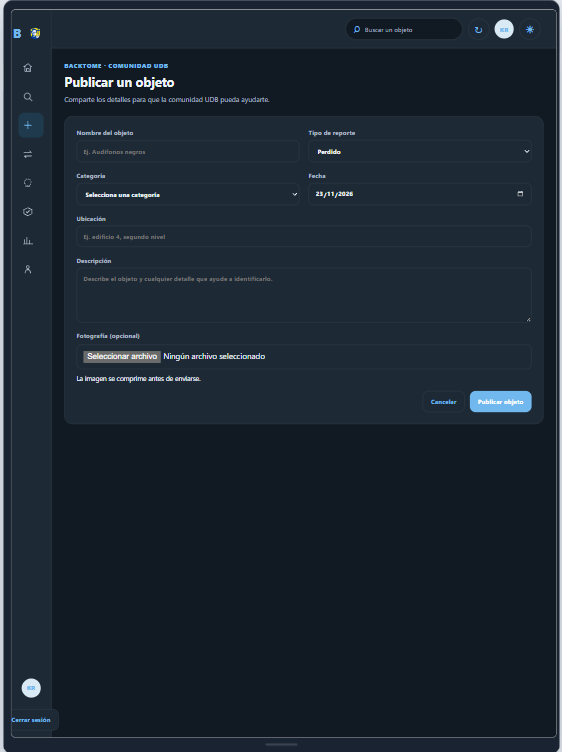 B
Buscar un objeto
KR
BACKTOME · COMUNIDAD UDB
Publicar un objeto
Comparte los detalles para que la comunidad UDB pueda ayudarte.
Nombre del objeto
Tipo de reporte
Ej. Audífonos negros
Perdido
Categoría
Fecha
Selecciona una categoría
23/11/2026
Ubicación
Ej. edificio 4, segundo nivel
Descripción
Describe el objeto y cualquier detalle que ayude a identificarlo.
Fotografía (opcional)
Seleccionar archivo Ningún archivo seleccionado
La imagen se comprime antes de enviarse.
Cancelar
Publicar objeto
KR
Cerrar sesión